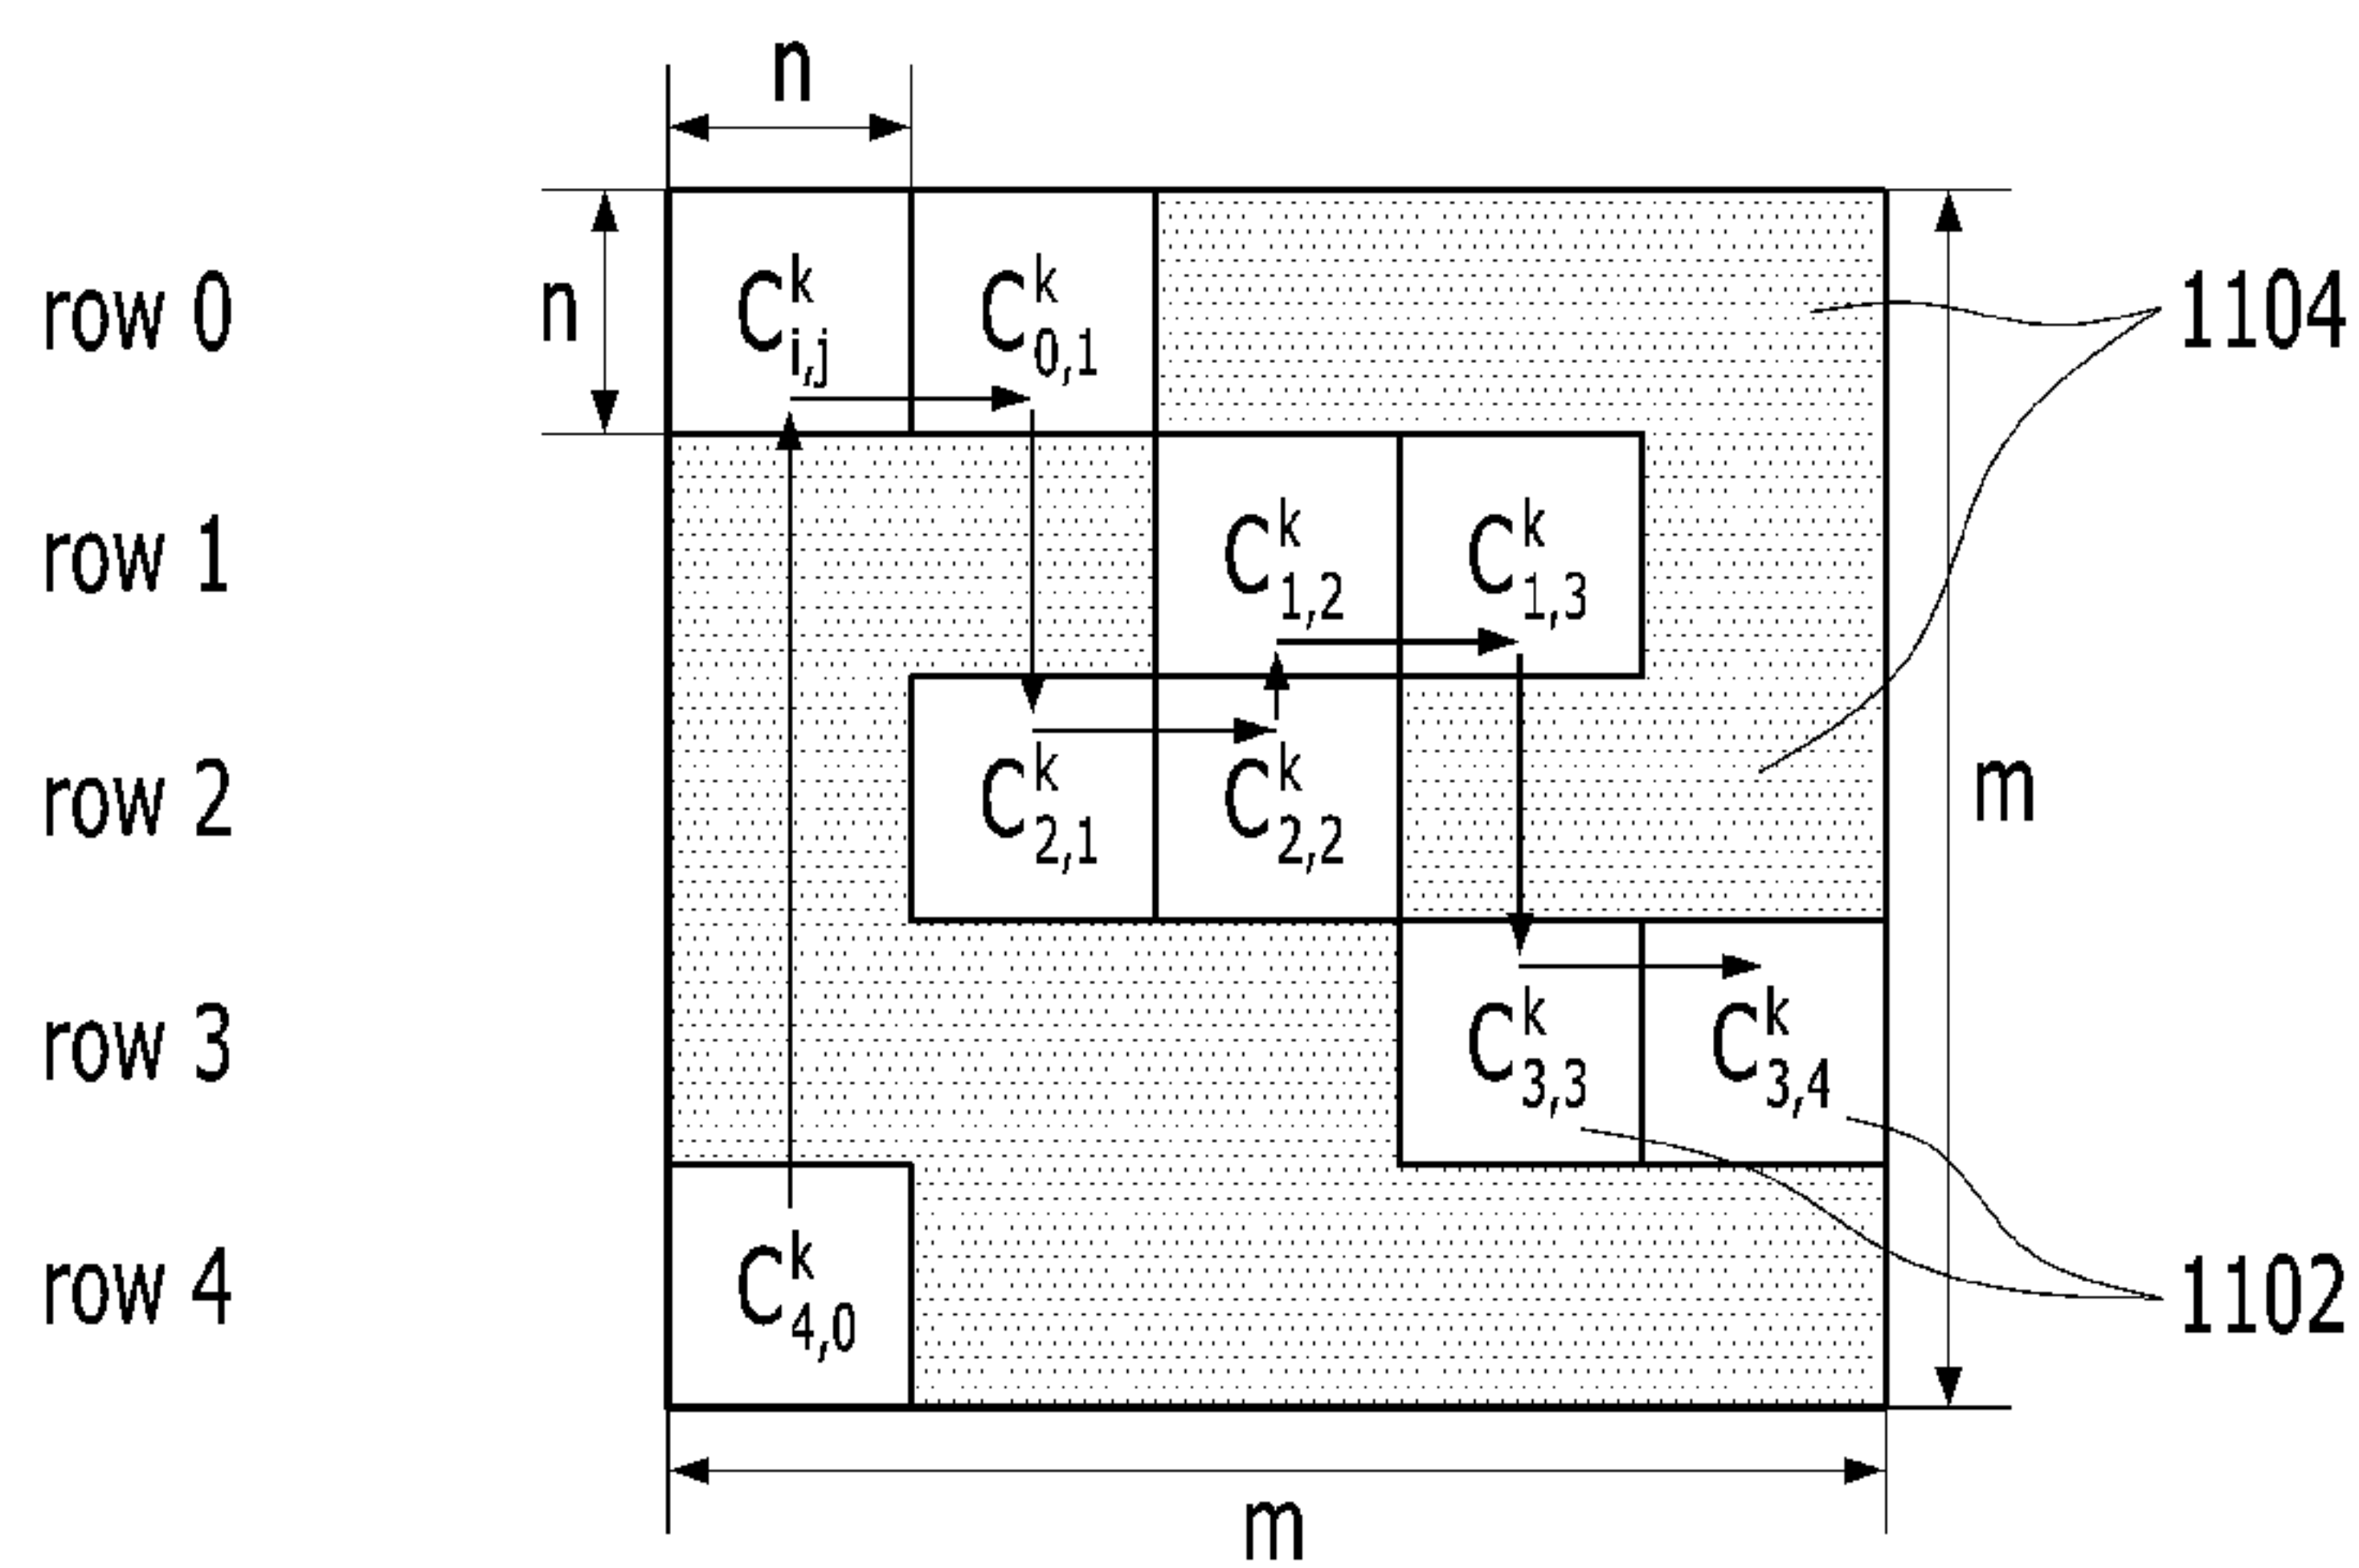 n
row 0 n C^k_{i,j} C^k_{0,1} 1104
row 1 C^k_{1,2} C^k_{1,3}
row 2 C^k_{2,1} C^k_{2,2} m
row 3 C^k_{3,3} C^k_{3,4}
row 4 C^k_{4,0} 1102
m